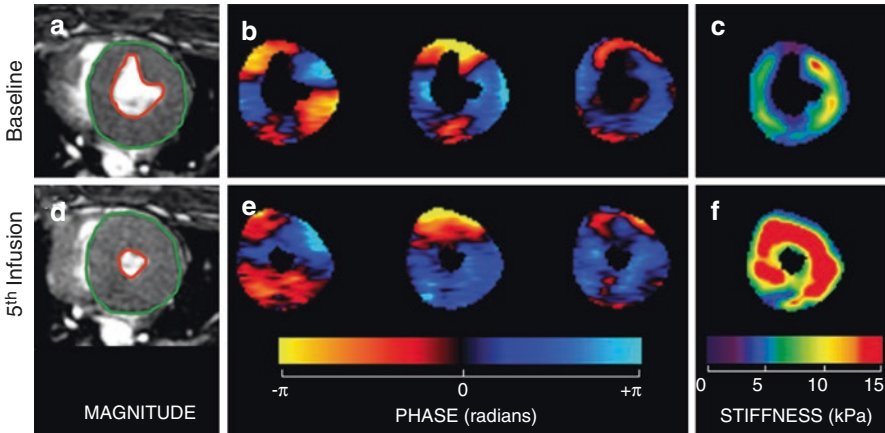 Baseline
a
b
c
5th Infusion
d
e
f
-π
0
+π
0
5
10
15
MAGNITUDE
PHASE (radians)
STIFFNESS (kPa)